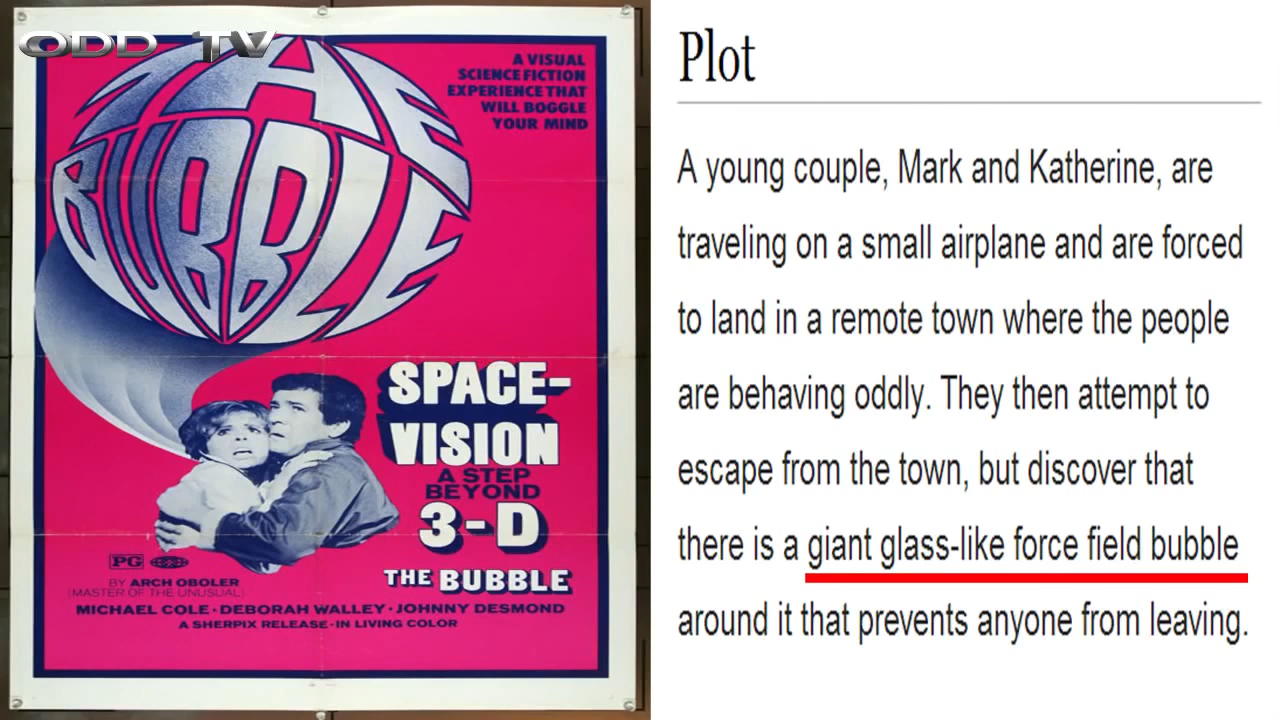 ODD TV
THE
BUBBLE
A VISUAL
SCIENCE FICTION
EXPERIENCE THAT
WILL BOGGLE
YOUR MIND
SPACE-
VISION
A STEP
BEYOND
3-D
THE BUBBLE
PG
BY ARCH OBOLER
(MASTER OF THE UNUSUAL)
MICHAEL COLE · DEBORAH WALLEY · JOHNNY DESMOND
A SHERPIX RELEASE · IN LIVING COLOR
Plot
A young couple, Mark and Katherine, are
traveling on a small airplane and are forced
to land in a remote town where the people
are behaving oddly. They then attempt to
escape from the town, but discover that
there is a giant glass-like force field bubble
around it that prevents anyone from leaving.